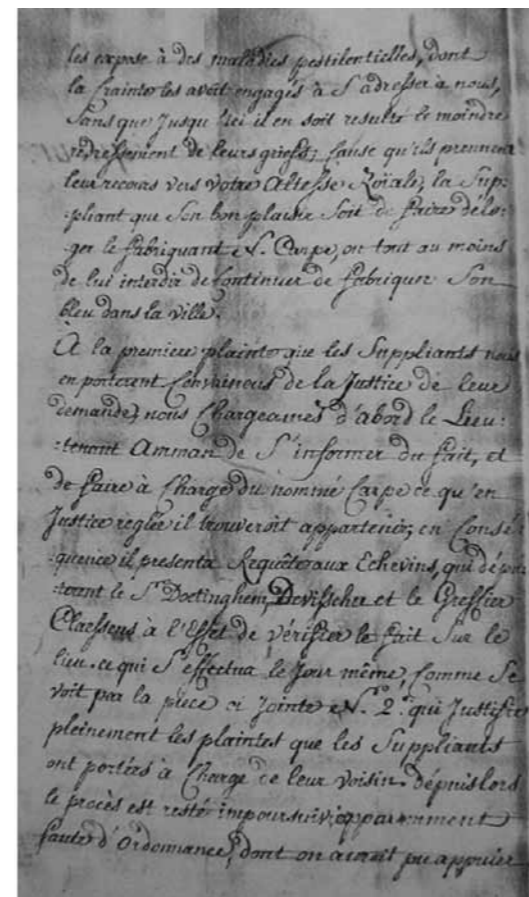 les expose à des maladies pestilentielles, dont
la Crainte les avoit engagés à S'adresser à nous,
Sans que Jusqu'ici il en soit resulté le moindre
redressement de leurs griefs; Cause qu'ils prennent
leur recours vers votre Altesse Roïale, la Sup-
:pliant que Son bon plaisir Soit de faire délo:
:ger le fabriquant N. Carpe, ou tout au moins
de lui interdir de Continuer de fabriquer Son
bleu dans la ville.
À la premiere plainte que les Suppliants nous
en porterent Convaincus de la Justice de leur
demande, nous Chargeames d'abord le Lieu:
:tenant Amman de S'informer du fait, et
de faire à Charge du nommé Carpe ce qu'en
Justice reglée il trouveroit appartenir, en Consé:
:quence il presenta Requête aux Echevins, qui dépu
:terent le Sr. Doetinghem, Devisscher et le Greffier
Claessens à l'Effet de vérifier le fait Sur le
lieu. ce qui S'effectua le Jour même, Comme Se
voit par la piece ci Jointe N.° 2.° qui Justifie
pleinement les plaintes que les Suppliants
ont portées à Charge de leur voisin. dépuis lors
le procès est resté impoursuivi apparemment
faute d'Ordonnance, dont on auroit pu appuier